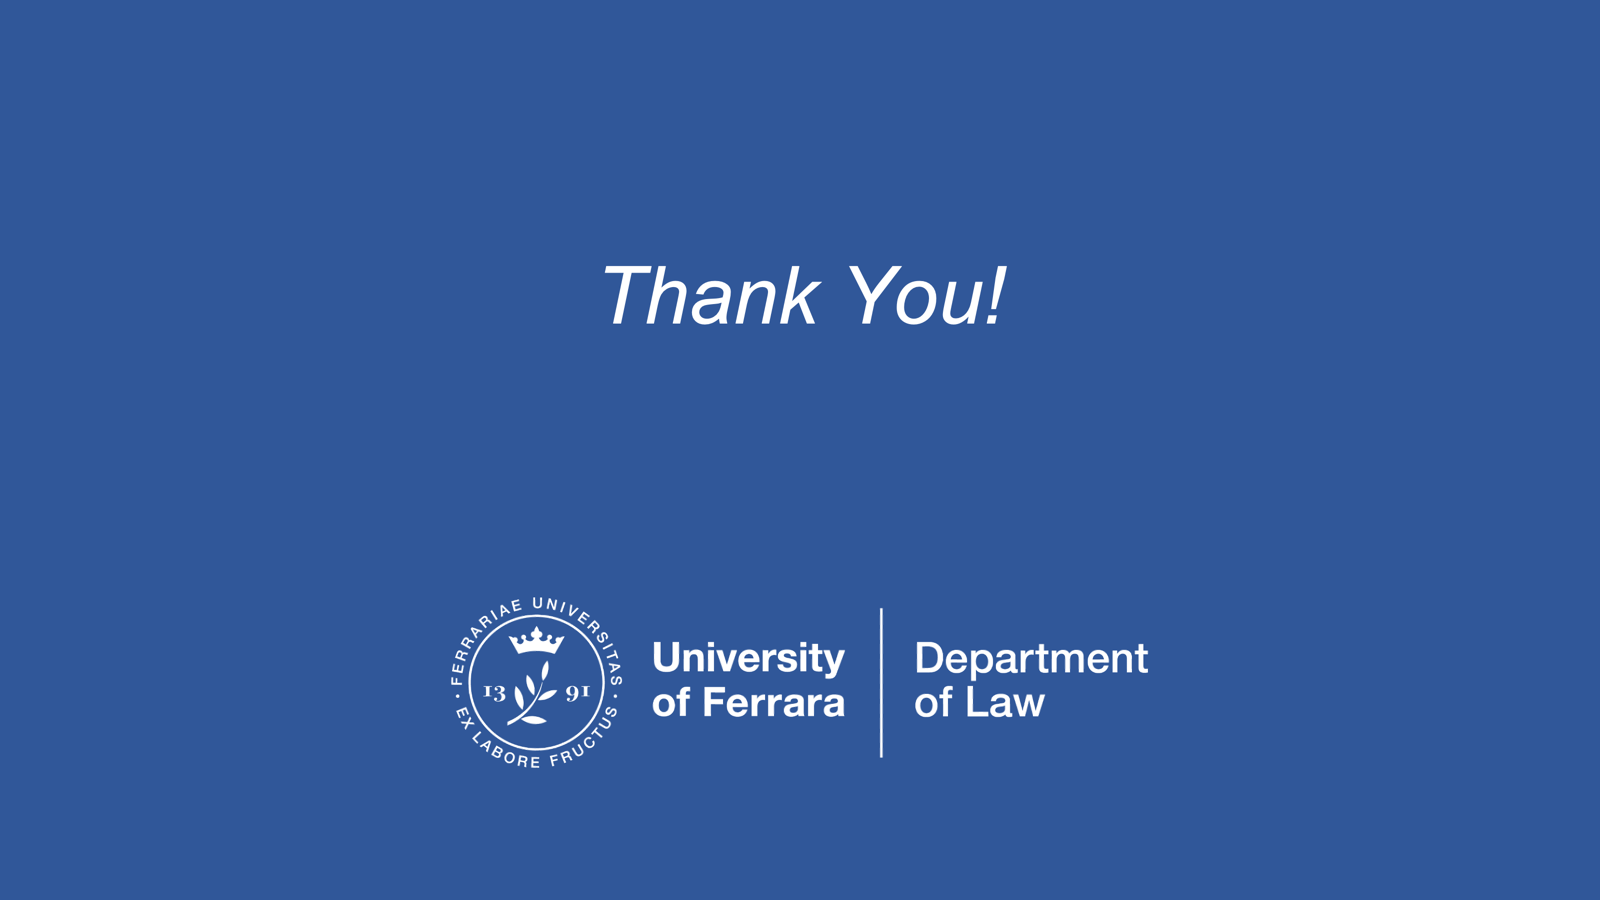 Thank You!
FERRARIAE UNIVERSITAS
13 91
· EX LABORE FRUCTUS ·
University
of Ferrara
Department
of Law